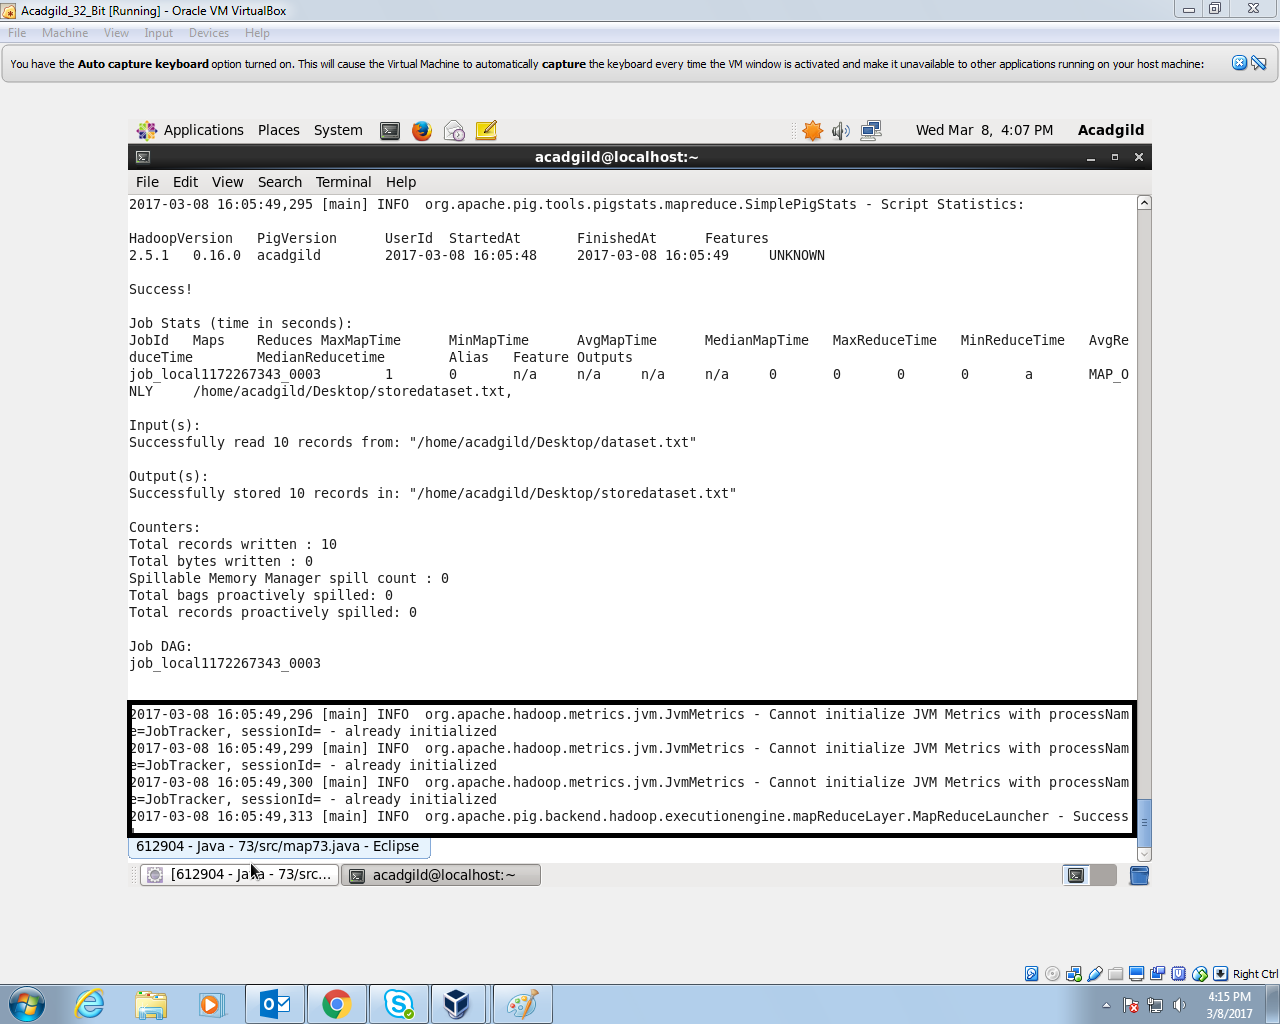 Acadgild_32_Bit [Running] - Oracle VM VirtualBox
File Machine View Input Devices Help
You have the Auto capture keyboard option turned on. This will cause the Virtual Machine to automatically capture the keyboard every time the VM window is activated and make it unavailable to other applications running on your host machine:
Applications Places System Wed Mar 8, 4:07 PM Acadgild
acadgild@localhost:~
File Edit View Search Terminal Help
2017-03-08 16:05:49,295 [main] INFO  org.apache.pig.tools.pigstats.mapreduce.SimplePigStats - Script Statistics:
HadoopVersion PigVersion UserId StartedAt FinishedAt Features
2.5.1 0.16.0 acadgild 2017-03-08 16:05:48 2017-03-08 16:05:49 UNKNOWN
Success!
Job Stats (time in seconds):
JobId Maps Reduces MaxMapTime MinMapTime AvgMapTime MedianMapTime MaxReduceTime MinReduceTime AvgRe
duceTime MedianReducetime Alias Feature Outputs
job_local1172267343_0003 1 0 n/a n/a n/a n/a 0 0 0 0 a MAP_O
NLY /home/acadgild/Desktop/storedataset.txt,
Input(s):
Successfully read 10 records from: "/home/acadgild/Desktop/dataset.txt"
Output(s):
Successfully stored 10 records in: "/home/acadgild/Desktop/storedataset.txt"
Counters:
Total records written : 10
Total bytes written : 0
Spillable Memory Manager spill count : 0
Total bags proactively spilled: 0
Total records proactively spilled: 0
Job DAG:
job_local1172267343_0003
2017-03-08 16:05:49,296 [main] INFO  org.apache.hadoop.metrics.jvm.JvmMetrics - Cannot initialize JVM Metrics with processNam
e=JobTracker, sessionId= - already initialized
2017-03-08 16:05:49,299 [main] INFO  org.apache.hadoop.metrics.jvm.JvmMetrics - Cannot initialize JVM Metrics with processNam
e=JobTracker, sessionId= - already initialized
2017-03-08 16:05:49,300 [main] INFO  org.apache.hadoop.metrics.jvm.JvmMetrics - Cannot initialize JVM Metrics with processNam
e=JobTracker, sessionId= - already initialized
2017-03-08 16:05:49,313 [main] INFO  org.apache.pig.backend.hadoop.executionengine.mapReduceLayer.MapReduceLauncher - Success
612904 - Java - 73/src/map73.java - Eclipse
[612904 - Java - 73/src... acadgild@localhost:~
Right Ctrl
4:15 PM
3/8/2017